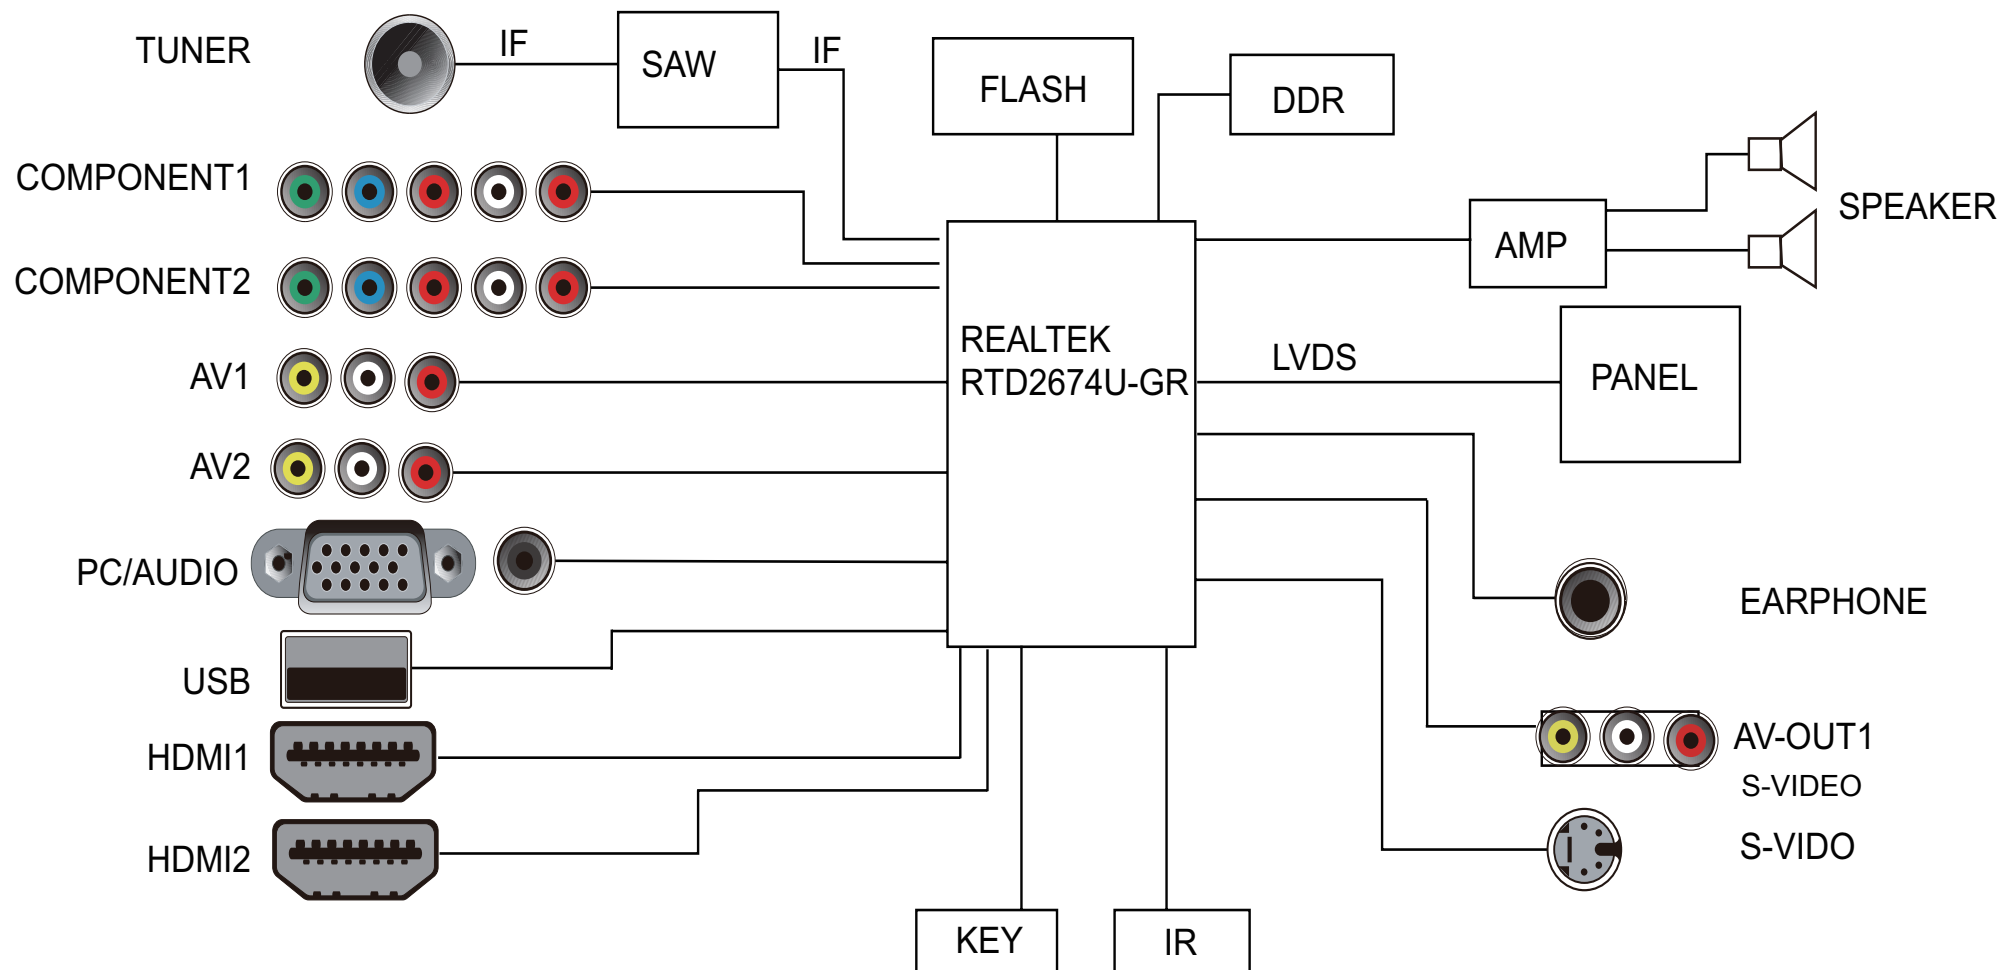 TUNER
IF
SAW
IF
FLASH
DDR
COMPONENT1
SPEAKER
AMP
COMPONENT2
REALTEK
RTD2674U-GR
LVDS
PANEL
AV1
AV2
PC/AUDIO
EARPHONE
USB
HDMI1
AV-OUT1
S-VIDEO
HDMI2
S-VIDO
KEY
IR